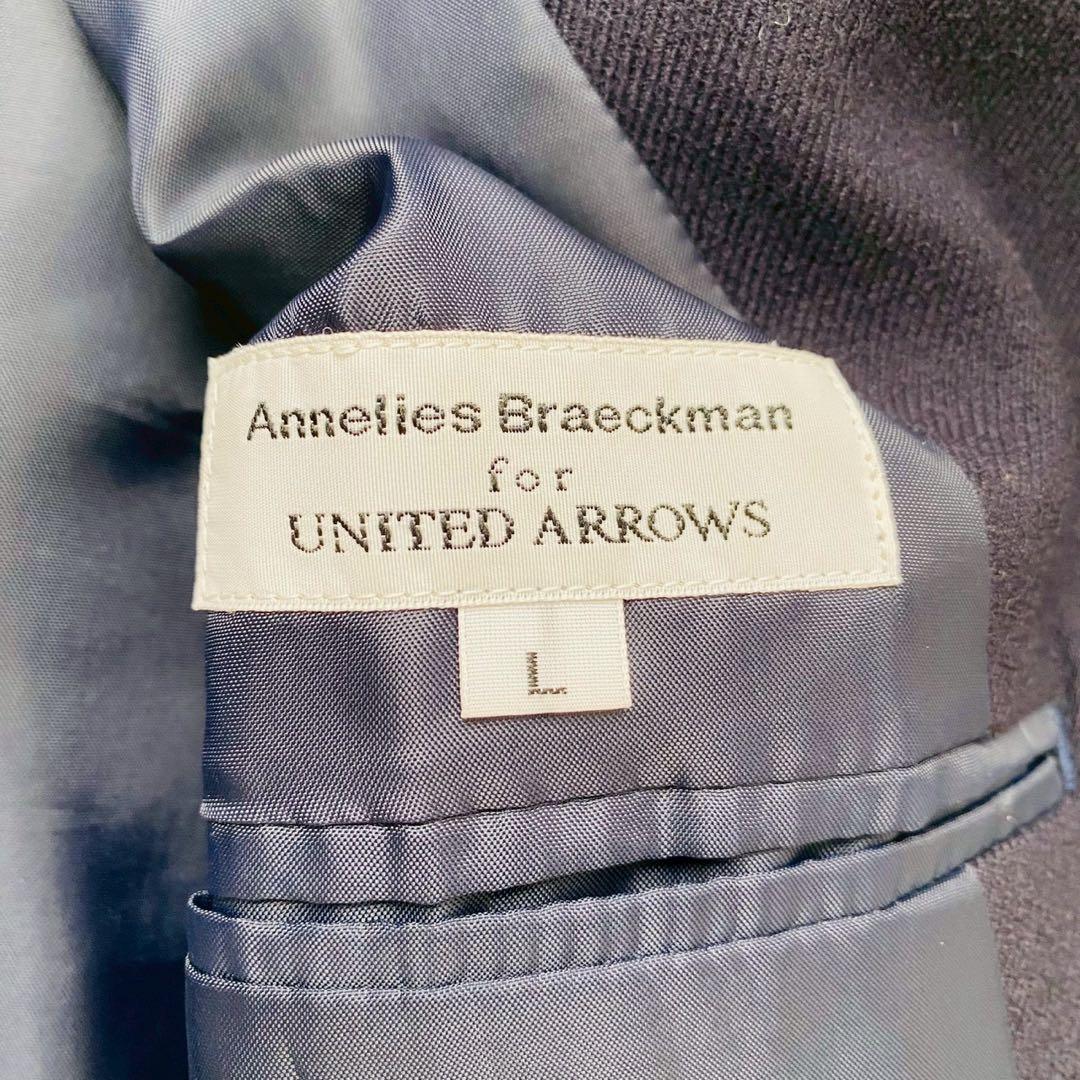 Annelies Braeckman
for
UNITED ARROWS
L